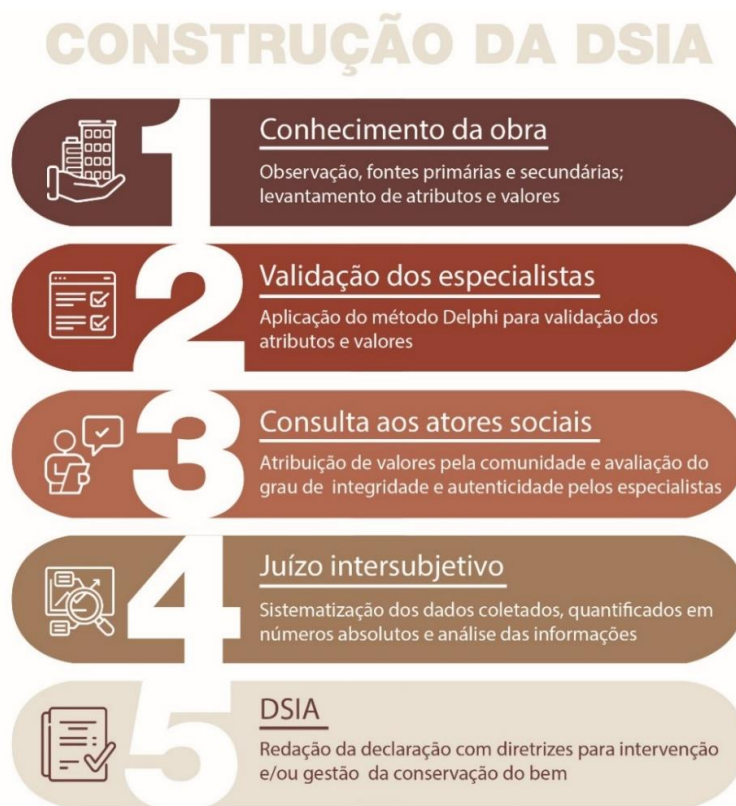 CONSTRUÇÃO DA DSIA
1
Conhecimento da obra
Observação, fontes primárias e secundárias;
levantamento de atributos e valores
2
Validação dos especialistas
Aplicação do método Delphi para validação dos
atributos e valores
3
Consulta aos atores sociais
Atribuição de valores pela comunidade e avaliação do
grau de integridade e autenticidade pelos especialistas
4
Juízo intersubjetivo
Sistematização dos dados coletados, quantificados em
números absolutos e análise das informações
5
DSIA
Redação da declaração com diretrizes para intervenção
e/ou gestão da conservação do bem